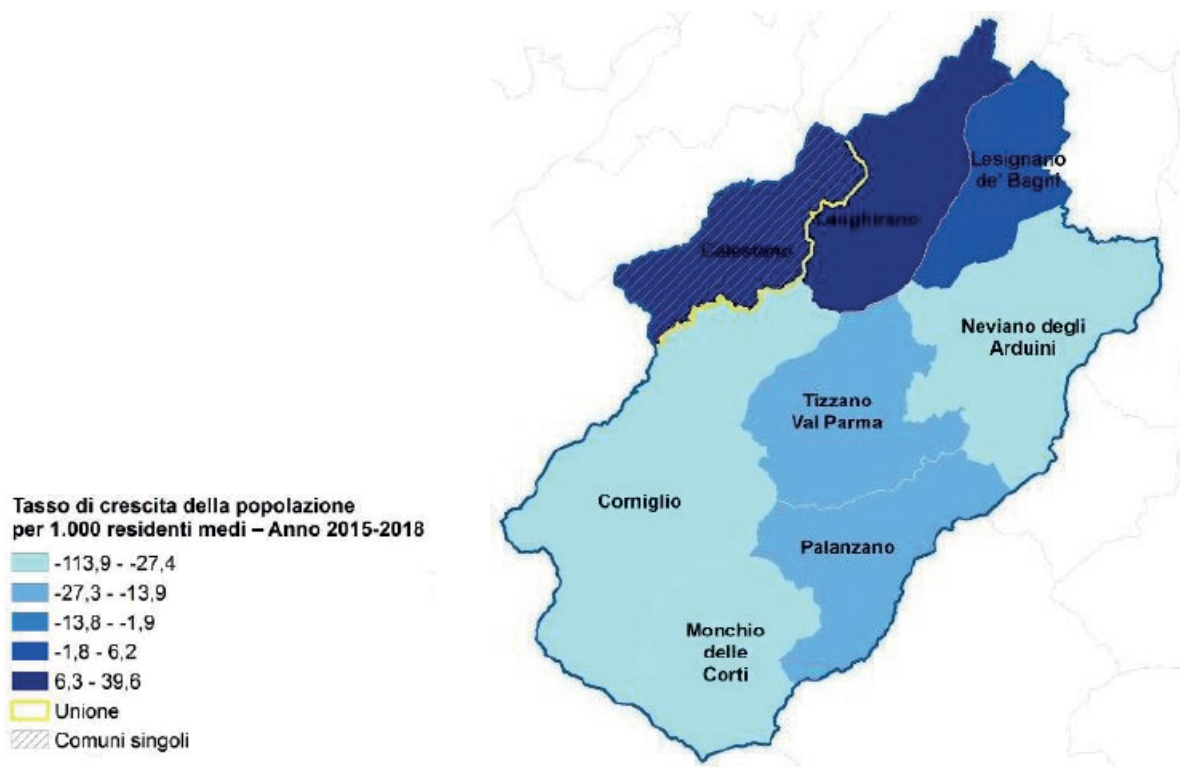 Lesignano
de' Bagni
Langhirano
Calestano
Neviano degli
Arduini
Tizzano
Val Parma
Corniglio
Palanzano
Monchio
delle
Corti
Tasso di crescita della popolazione
per 1.000 residenti medi – Anno 2015-2018
-113,9 - -27,4
-27,3 - -13,9
-13,8 - -1,9
-1,8 - 6,2
6,3 - 39,6
Unione
Comuni singoli